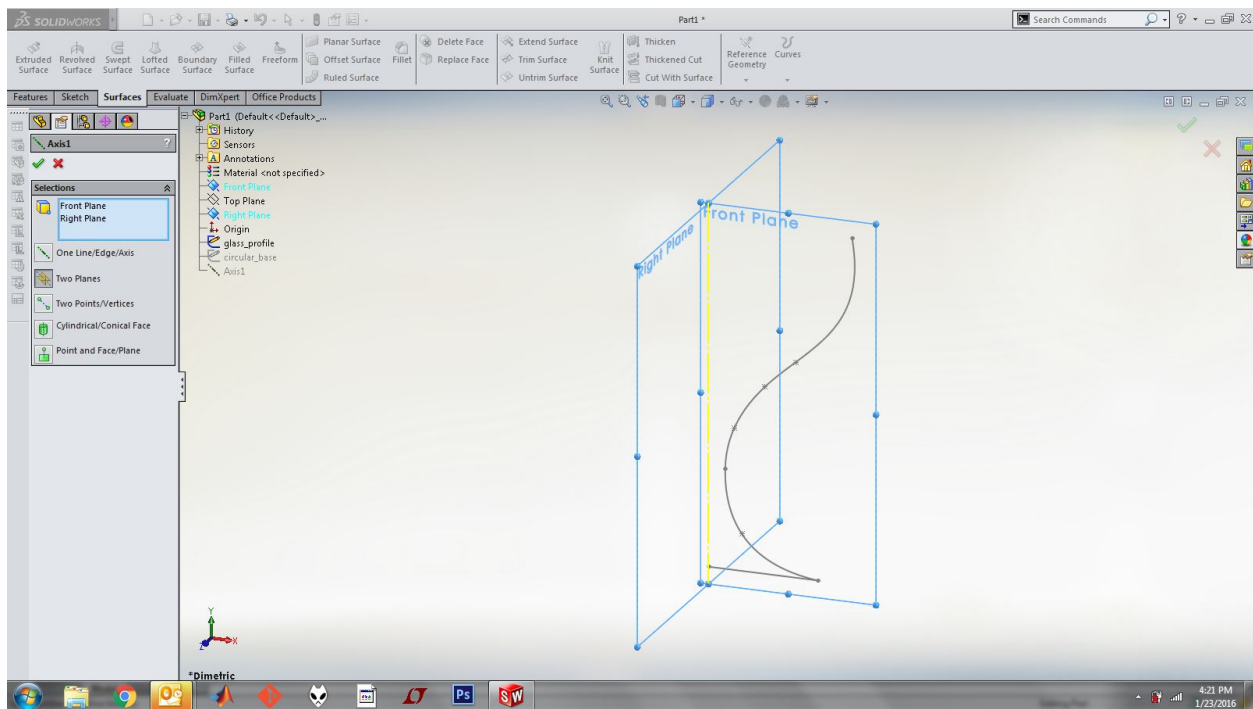 SOLIDWORKS
Part1 *
Search Commands
?
Extruded Surface
Revolved Surface
Swept Surface
Lofted Surface
Boundary Surface
Filled Surface
Freeform
Planar Surface
Offset Surface
Ruled Surface
Fillet
Delete Face
Replace Face
Extend Surface
Trim Surface
Untrim Surface
Knit Surface
Thicken
Thickened Cut
Cut With Surface
Reference Geometry
Curves
Features
Sketch
Surfaces
Evaluate
DimXpert
Office Products
Axis1
?
Selections
Front Plane
Right Plane
One Line/Edge/Axis
Two Planes
Two Points/Vertices
Cylindrical/Conical Face
Point and Face/Plane
Part1 (Default<<Default>_...
History
Sensors
Annotations
Material <not specified>
Front Plane
Top Plane
Right Plane
Origin
glass_profile
circular_base
Axis1
Front Plane
Right Plane
Y
X
Z
*Dimetric
Ps
SW
4:21 PM
1/23/2016